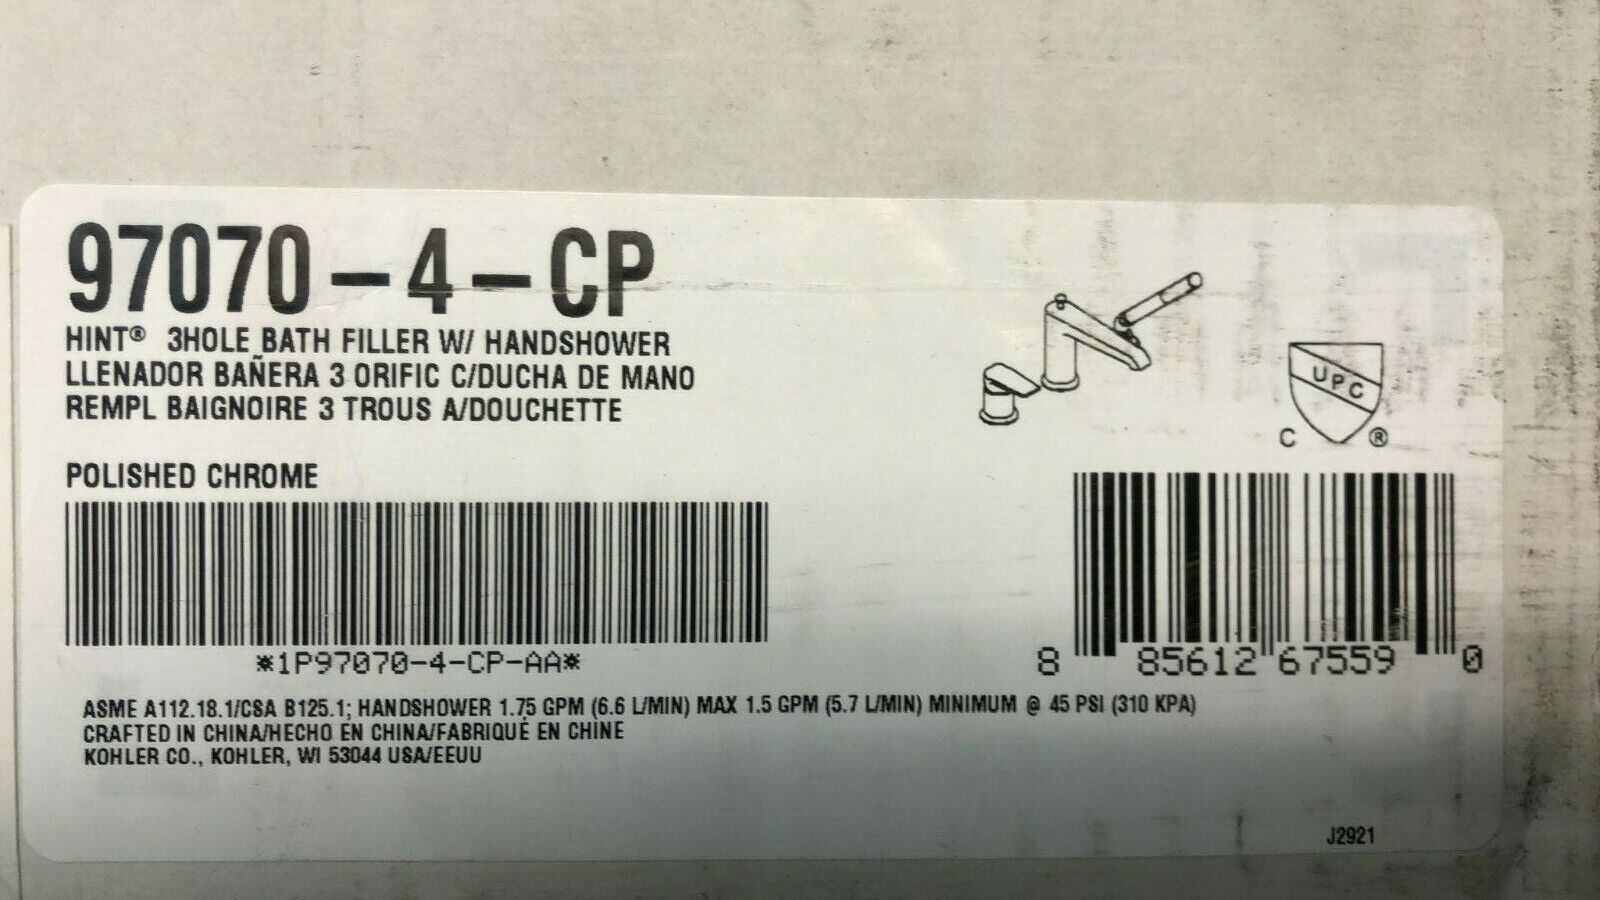 97070-4-CP
HINT® 3HOLE BATH FILLER W/ HANDSHOWER
LLENADOR BAÑERA 3 ORIFIC C/DUCHA DE MANO
REMPL BAIGNOIRE 3 TROUS A/DOUCHETTE
UPC
C ®
POLISHED CHROME
*1P97070-4-CP-AA*
8 85612 67559 0
ASME A112.18.1/CSA B125.1; HANDSHOWER 1.75 GPM (6.6 L/MIN) MAX 1.5 GPM (5.7 L/MIN) MINIMUM @ 45 PSI (310 KPA)
CRAFTED IN CHINA/HECHO EN CHINA/FABRIQUÉ EN CHINE
KOHLER CO., KOHLER, WI 53044 USA/EEUU
J2921